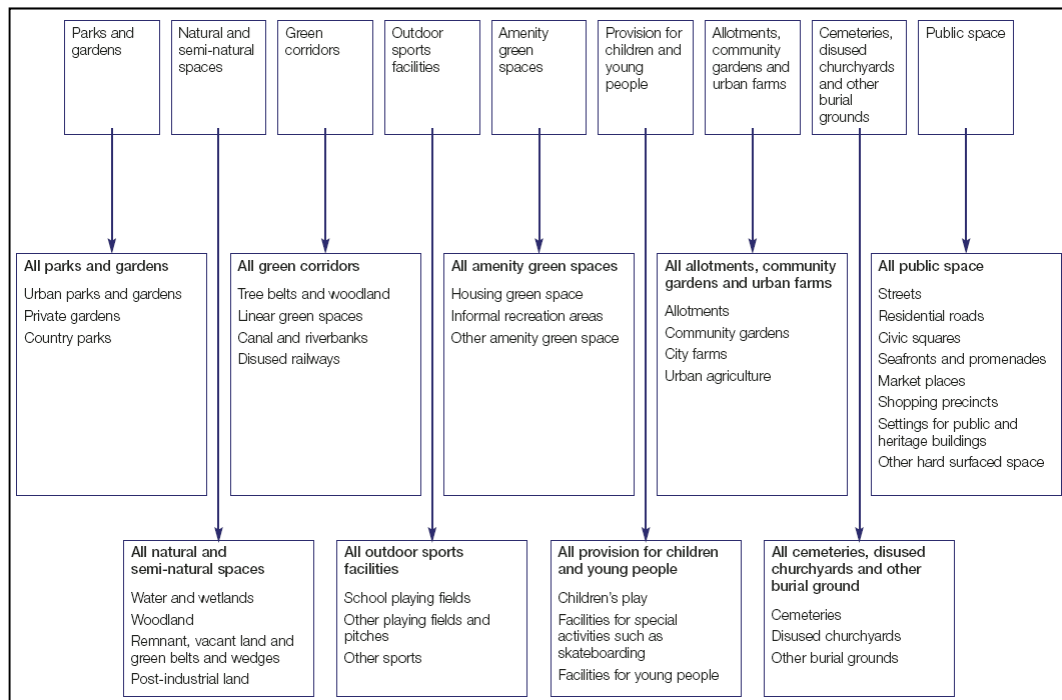 Parks and
gardens
Natural and
semi-natural
spaces
Green
corridors
Outdoor
sports
facilities
Amenity
green
spaces
Provision for
children and
young
people
Allotments,
community
gardens and
urban farms
Cemeteries,
disused
churchyards
and other
burial
grounds
Public space
All parks and gardens
Urban parks and gardens
Private gardens
Country parks
All green corridors
Tree belts and woodland
Linear green spaces
Canal and riverbanks
Disused railways
All amenity green spaces
Housing green space
Informal recreation areas
Other amenity green space
All allotments, community
gardens and urban farms
Allotments
Community gardens
City farms
Urban agriculture
All public space
Streets
Residential roads
Civic squares
Seafronts and promenades
Market places
Shopping precincts
Settings for public and
heritage buildings
Other hard surfaced space
All natural and
semi-natural spaces
Water and wetlands
Woodland
Remnant, vacant land and
green belts and wedges
Post-industrial land
All outdoor sports
facilities
School playing fields
Other playing fields and
pitches
Other sports
All provision for children
and young people
Children's play
Facilities for special
activities such as
skateboarding
Facilities for young people
All cemeteries, disused
churchyards and other
burial ground
Cemeteries
Disused churchyards
Other burial grounds